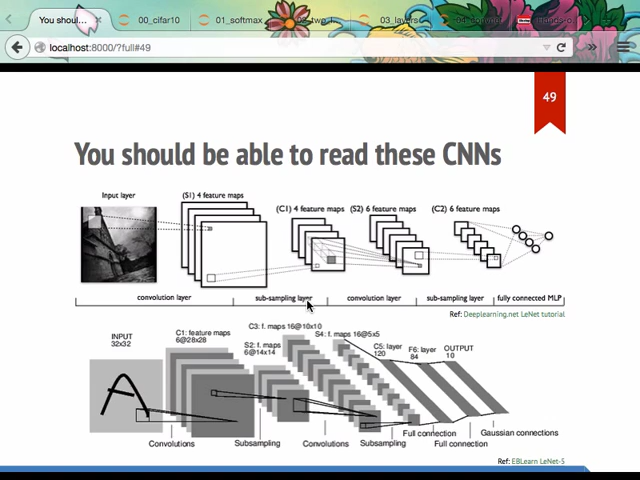 You shoul...
00_cifar10
01_softmax
03_layers
localhost:8000/?full#49
49
You should be able to read these CNNs
Input layer
(S1) 4 feature maps
(C1) 4 feature maps
(S2) 6 feature maps
(C2) 6 feature maps
convolution layer
sub-sampling layer
convolution layer
sub-sampling layer
fully connected MLP
Ref: Deeplearning.net LeNet tutorial
INPUT
32x32
C1: feature maps
6@28x28
S2: f. maps
6@14x14
C3: f. maps 16@10x10
S4: f. maps 16@5x5
C5: layer
120
F6: layer
84
OUTPUT
10
A
Convolutions
Subsampling
Convolutions
Subsampling
Full connection
Full connection
Gaussian connections
Ref: EBLearn LeNet-5